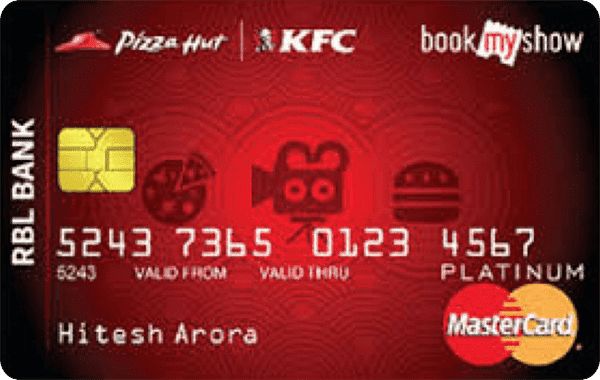 Pizza Hut KFC bookmyshow
RBL BANK
5243 7365 0123 4567
5243 VALID FROM VALID THRU PLATINUM
Hitesh Arora
MasterCard